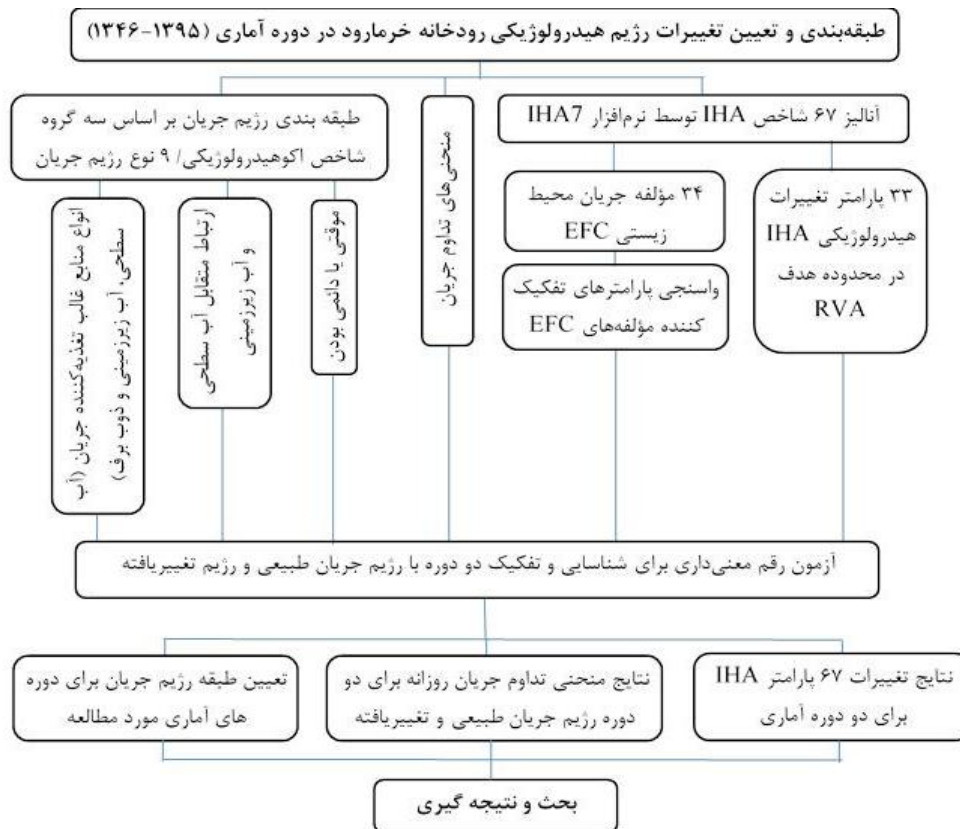 طبقه‌بندی و تعیین تغییرات رژیم هیدرولوژیکی رودخانه خرمارود در دوره آماری (۱۳۹۵-۱۳۴۶)
آنالیز ۶۷ شاخص IHA توسط نرم‌افزار IHA7
۳۳ پارامتر تغییرات
هیدرولوژیکی IHA
در محدوده هدف
RVA
۳۴ مؤلفه جریان محیط
زیستی EFC
واسنجی پارامترهای تفکیک
کننده مؤلفه‌های EFC
منحنی‌های تداوم جریان
طبقه بندی رژیم جریان بر اساس سه گروه
شاخص اکوهیدرولوژیکی/ ۹ نوع رژیم جریان
موقتی یا دائمی بودن
ارتباط متقابل آب سطحی
و آب زیرزمینی
انواع منابع غالب تغذیه‌کننده جریان (آب
سطحی، آب زیرزمینی و ذوب برف)
آزمون رقم معنی‌داری برای شناسایی و تفکیک دو دوره با رژیم جریان طبیعی و رژیم تغییریافته
نتایج تغییرات ۶۷ پارامتر IHA
برای دو دوره آماری
نتایج منحنی تداوم جریان روزانه برای دو
دوره رژیم جریان طبیعی و تغییریافته
تعیین طبقه رژیم جریان برای دوره
های آماری مورد مطالعه
بحث و نتیجه گیری